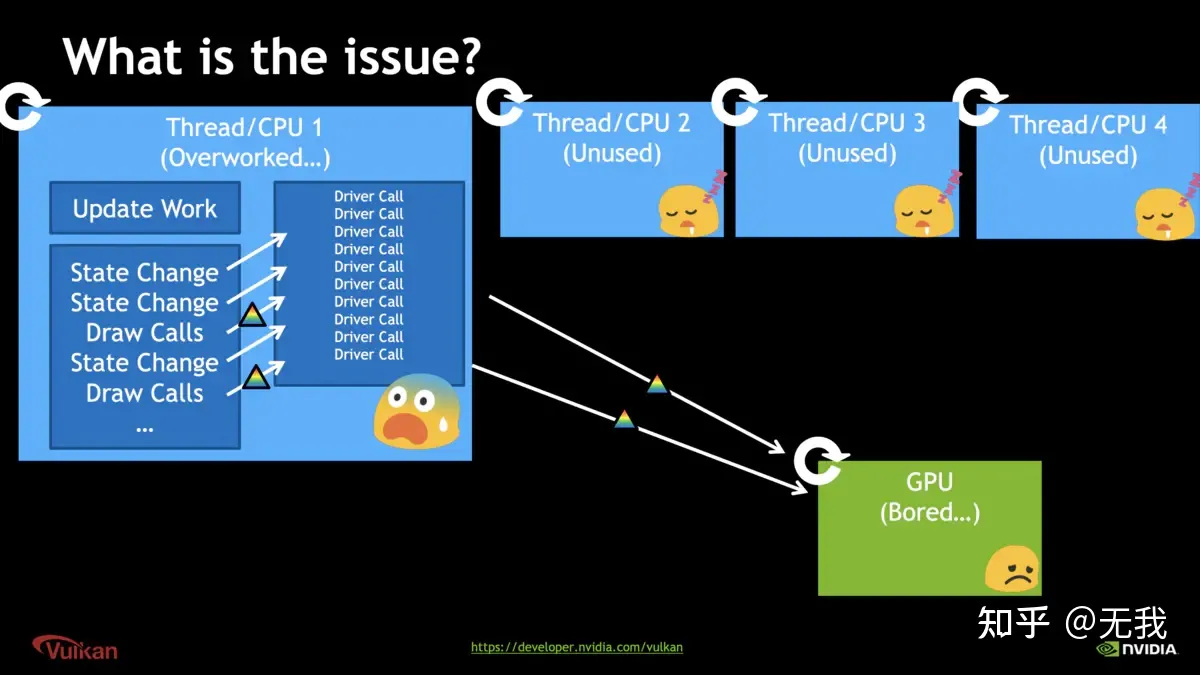 What is the issue?
Thread/CPU 1
(Overworked...)
Update Work
State Change
State Change
Draw Calls
State Change
Draw Calls
...
Driver Call
Driver Call
Driver Call
Driver Call
Driver Call
Driver Call
Driver Call
Driver Call
Driver Call
Driver Call
Thread/CPU 2
(Unused)
zzz
Thread/CPU 3
(Unused)
zzz
Thread/CPU 4
(Unused)
zzz
GPU
(Bored...)
知乎 @无我
Vulkan
https://developer.nvidia.com/vulkan
NVIDIA